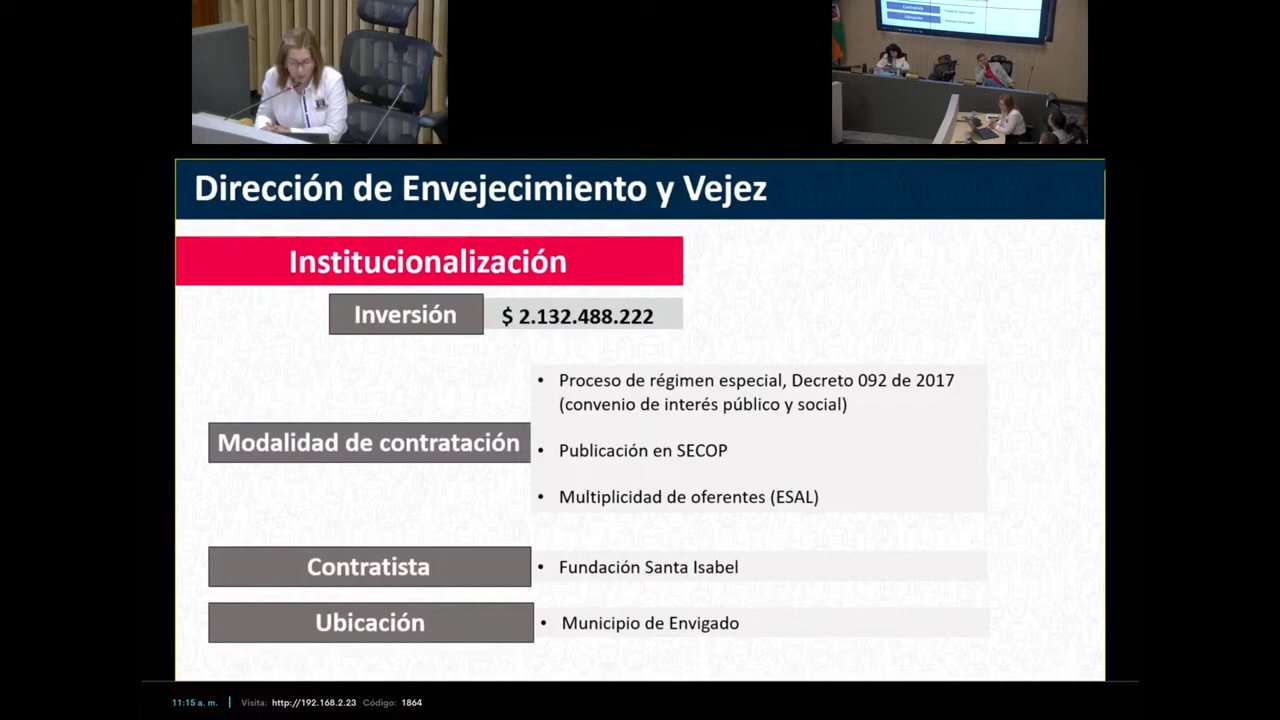 Contratista
Ubicación
Dirección de Envejecimiento y Vejez
Institucionalización
Inversión
$ 2.132.488.222
Modalidad de contratación
• Proceso de régimen especial, Decreto 092 de 2017
(convenio de interés público y social)
• Publicación en SECOP
• Multiplicidad de oferentes (ESAL)
Contratista
• Fundación Santa Isabel
Ubicación
• Municipio de Envigado
11:15 a. m. | Visita: http://192.168.2.23 Código: 1864